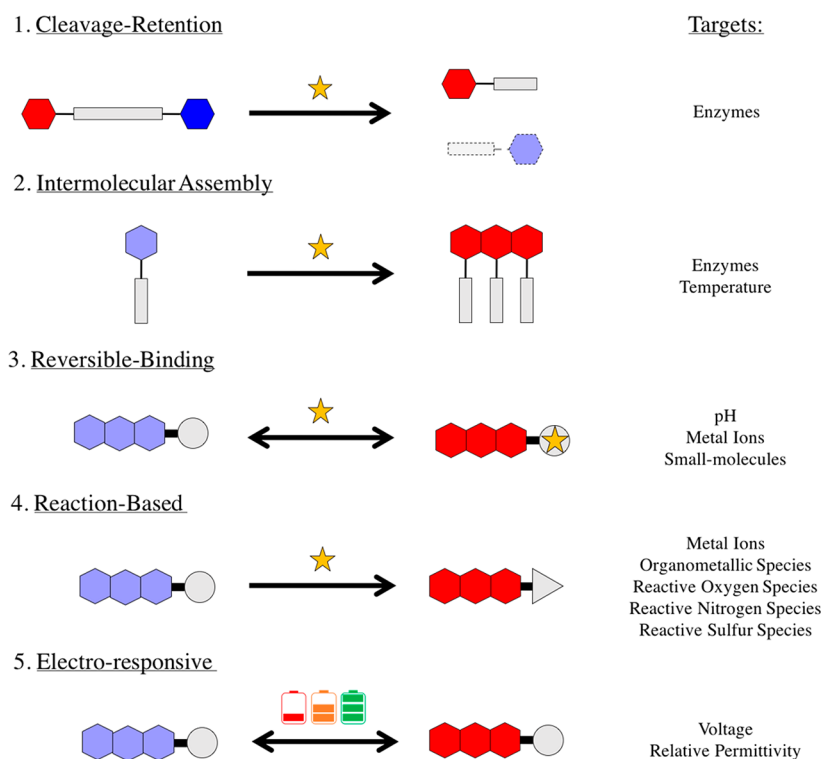 1. Cleavage-Retention
Targets:
Enzymes
2. Intermolecular Assembly
Enzymes
Temperature
3. Reversible-Binding
pH
Metal Ions
Small-molecules
4. Reaction-Based
Metal Ions
Organometallic Species
Reactive Oxygen Species
Reactive Nitrogen Species
Reactive Sulfur Species
5. Electro-responsive
Voltage
Relative Permittivity